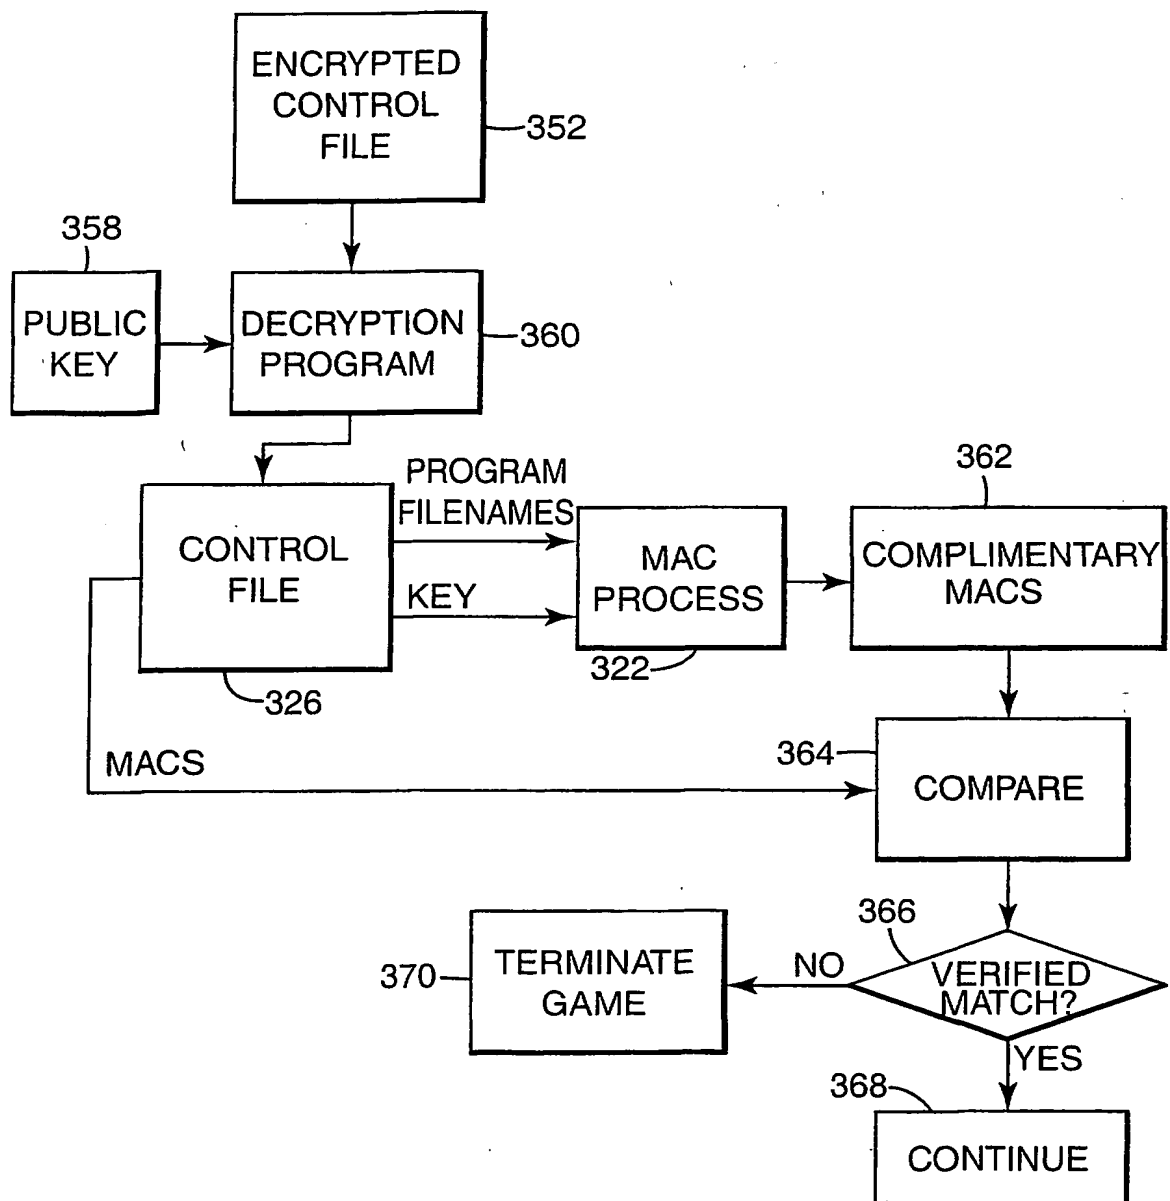 ENCRYPTED
CONTROL
FILE
352
358
PUBLIC
KEY
DECRYPTION
PROGRAM
360
PROGRAM
FILENAMES
KEY
CONTROL
FILE
326
MACS
MAC
PROCESS
322
362
COMPLIMENTARY
MACS
364
COMPARE
366
VERIFIED
MATCH?
NO
YES
370
TERMINATE
GAME
368
CONTINUE